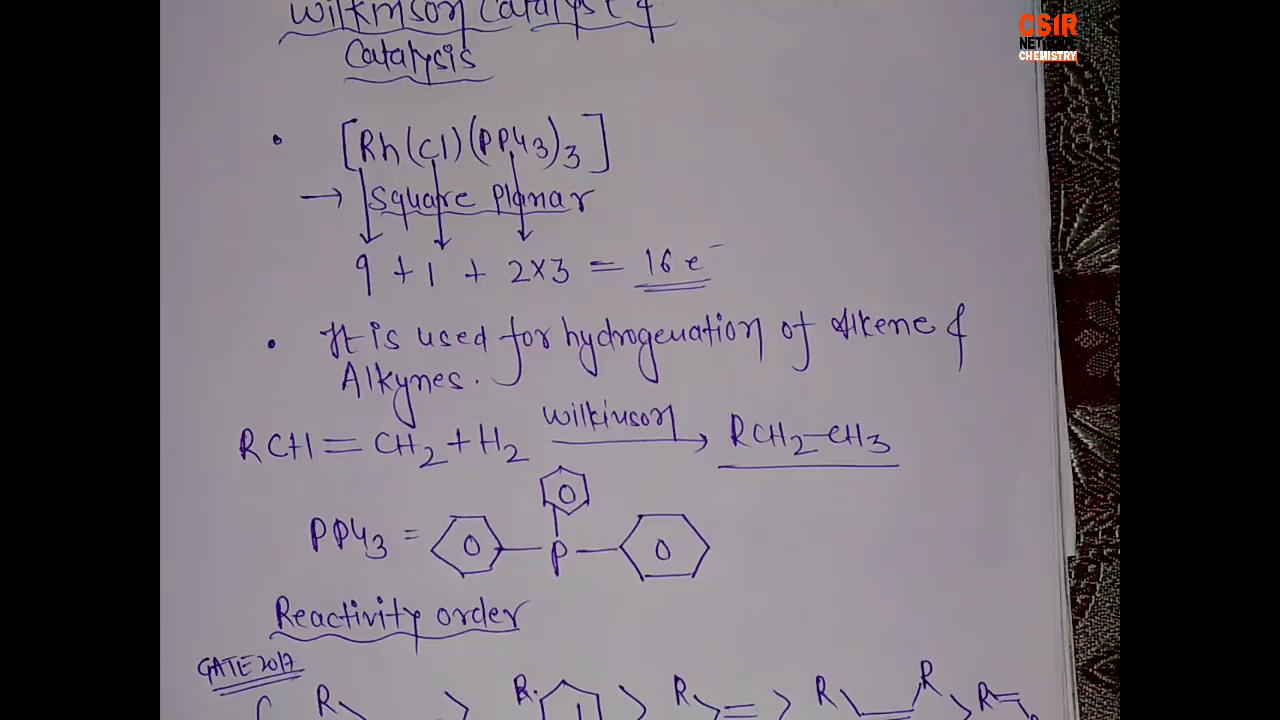 Wilkinson Catalyst &
Catalysis
CSIR
NET
CHEMISTRY
• [Rh(Cl)(PPh3)3]
→ Square Planar
9 + 1 + 2×3 = 16 e⁻
• It is used for hydrogenation of Alkene &
Alkynes.
RCH = CH2 + H2 Wilkinson → RCH2–CH3
PPh3 = P
Reactivity order
GATE 2017
R > R > R > R R > R